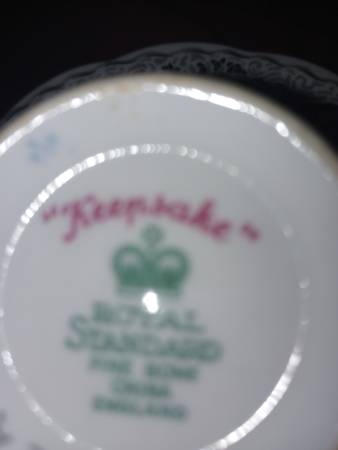 "Keepsake"
ROYAL
STANDARD
FINE BONE
CHINA
ENGLAND